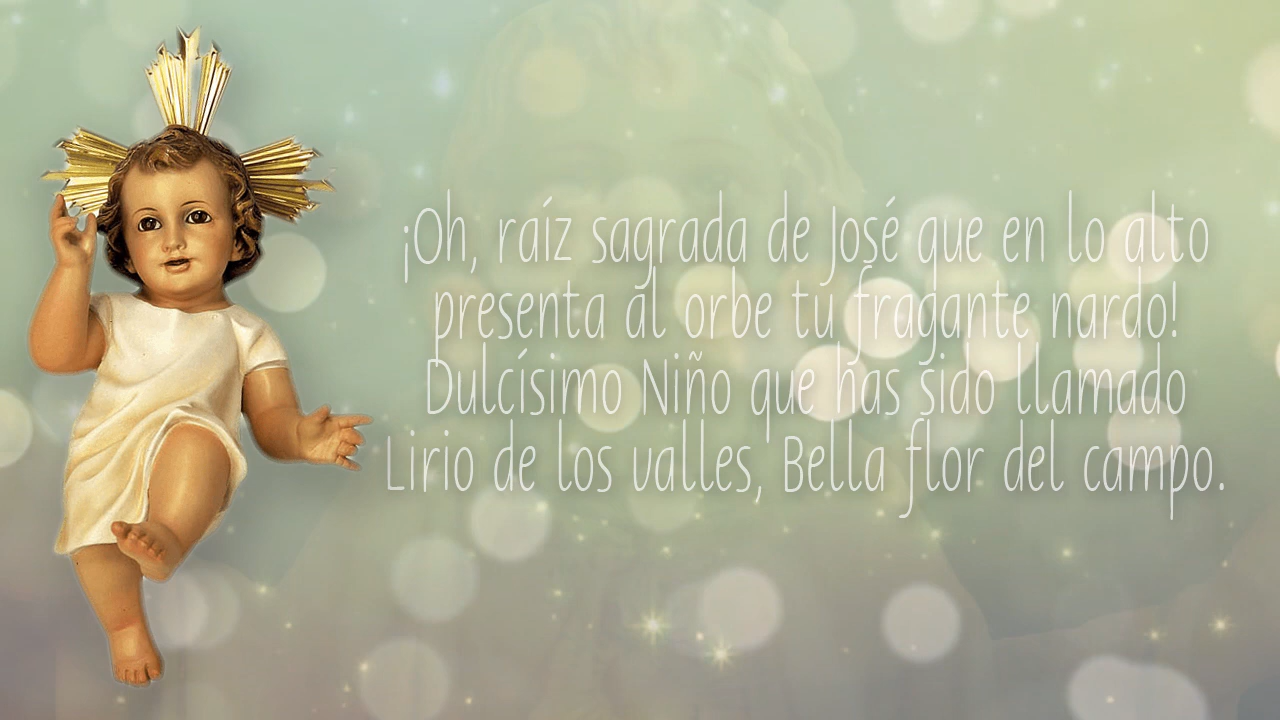 ¡Oh, raíz sagrada de José que en lo alto
presenta al orbe tu fragante nardo!
Dulcísimo Niño que has sido llamado
Lirio de los valles, Bella flor del campo.